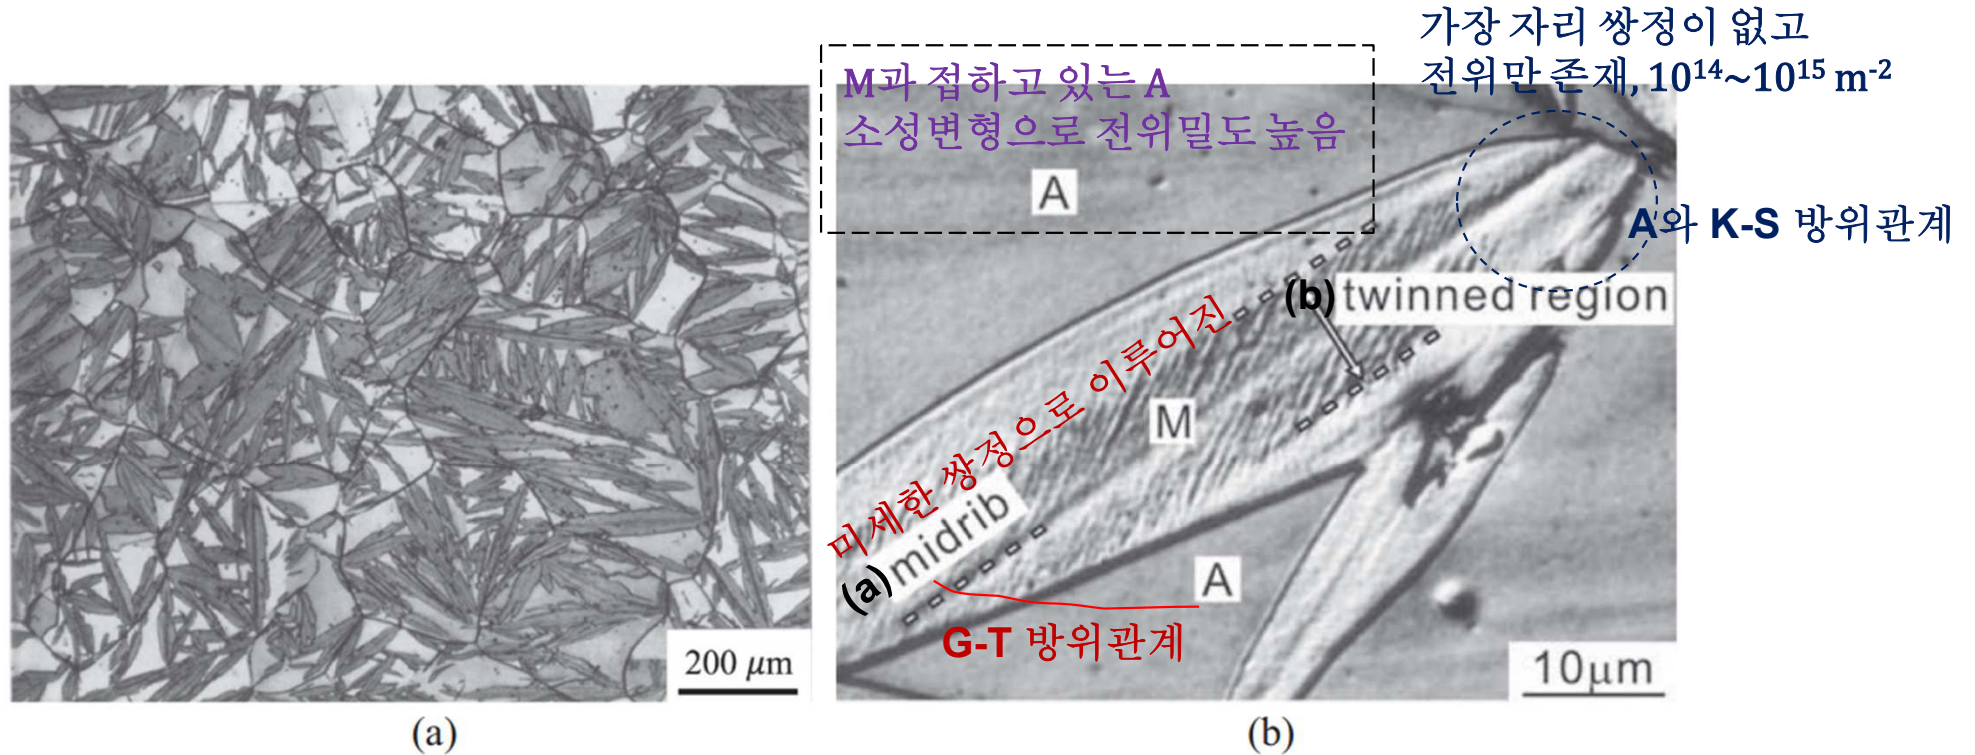 가장 자리 쌍정이 없고
전위만 존재, 10¹⁴~10¹⁵ m⁻²
M과 접하고 있는 A
소성변형으로 전위밀도 높음
A
A와 K-S 방위관계
(b) twinned region
미세한 쌍정으로 이루어진
M
(a) midrib
A
G-T 방위관계
200 μm
10μm
(a)
(b)